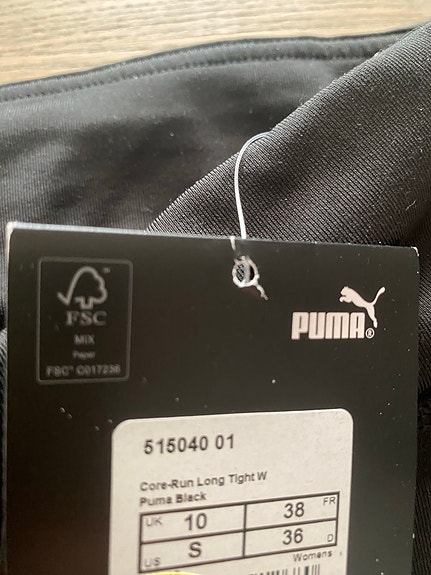 FSC
MIX
Paper
FSC® C017236
PUMA®
515040 01
Core-Run Long Tight W
Puma Black
UK 10 38 FR
US S 36 D
Womens